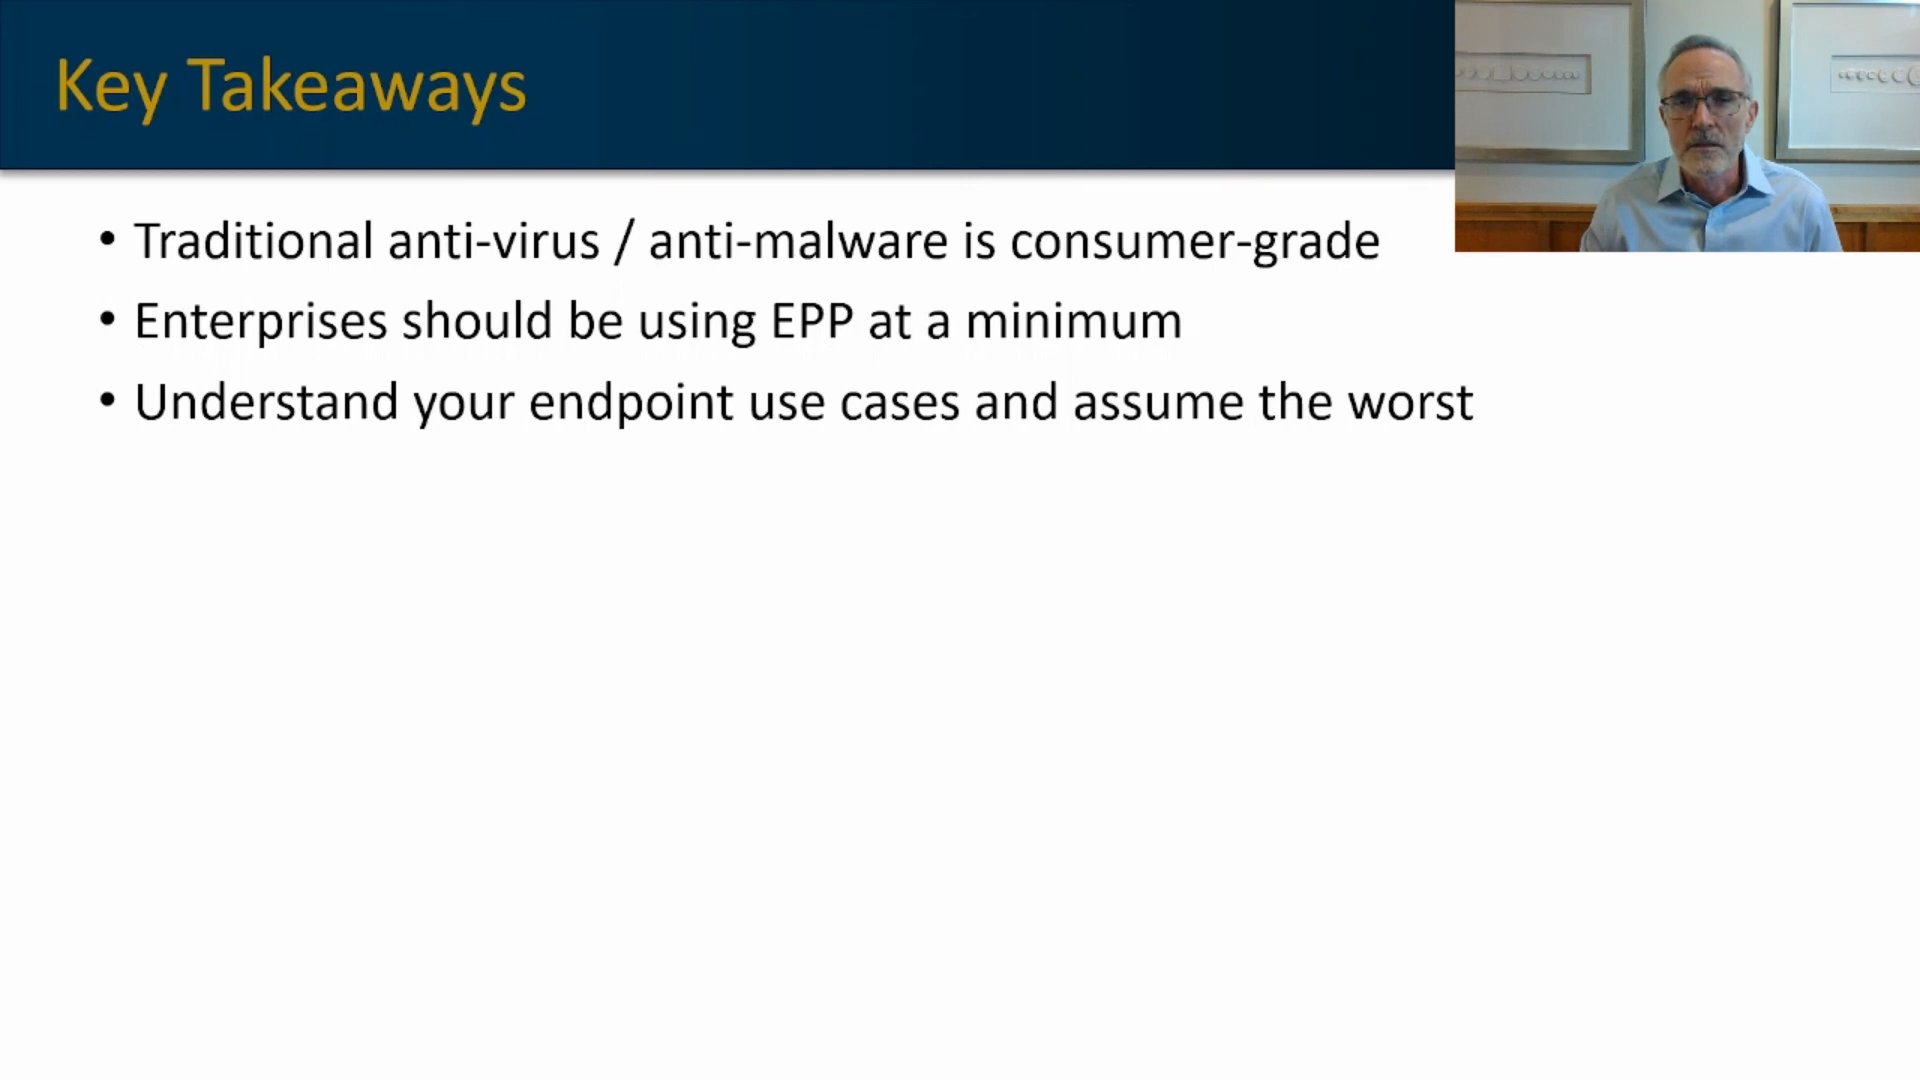 Key Takeaways
• Traditional anti-virus / anti-malware is consumer-grade
• Enterprises should be using EPP at a minimum
• Understand your endpoint use cases and assume the worst